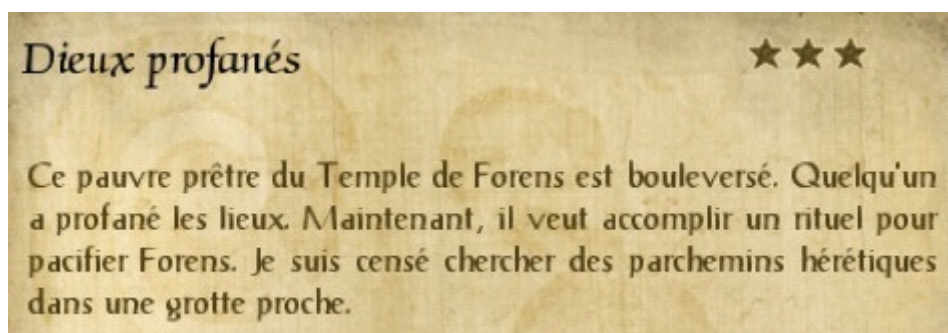 Dieux profanés
Ce pauvre prêtre du Temple de Forens est bouleversé. Quelqu'un
a profané les lieux. Maintenant, il veut accomplir un rituel pour
pacifier Forens. Je suis censé chercher des parchemins hérétiques
dans une grotte proche.